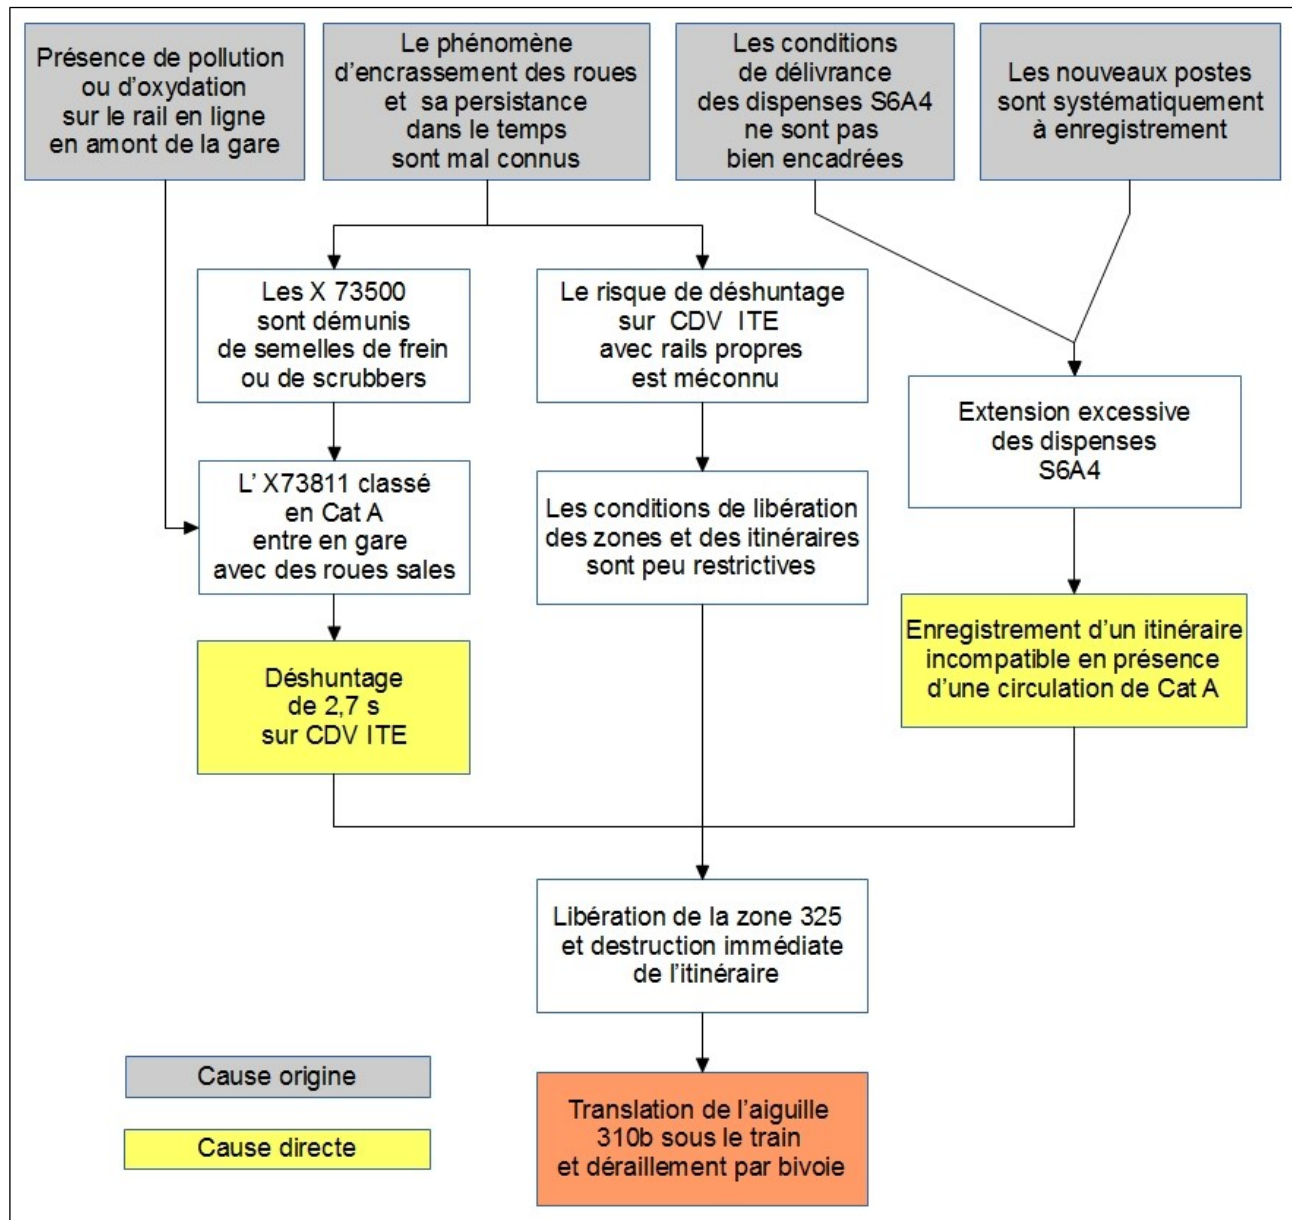 Présence de pollution
ou d'oxydation
sur le rail en ligne
en amont de la gare
Le phénomène
d'encrassement des roues
et sa persistance
dans le temps
sont mal connus
Les conditions
de délivrance
des dispenses S6A4
ne sont pas
bien encadrées
Les nouveaux postes
sont systématiquement
à enregistrement
Les X 73500
sont démunis
de semelles de frein
ou de scrubbers
Le risque de déshuntage
sur CDV ITE
avec rails propres
est méconnu
Extension excessive
des dispenses
S6A4
L' X73811 classé
en Cat A
entre en gare
avec des roues sales
Les conditions de libération
des zones et des itinéraires
sont peu restrictives
Enregistrement d'un itinéraire
incompatible en présence
d'une circulation de Cat A
Déshuntage
de 2,7 s
sur CDV ITE
Libération de la zone 325
et destruction immédiate
de l'itinéraire
Cause origine
Cause directe
Translation de l'aiguille
310b sous le train
et déraillement par bivoie